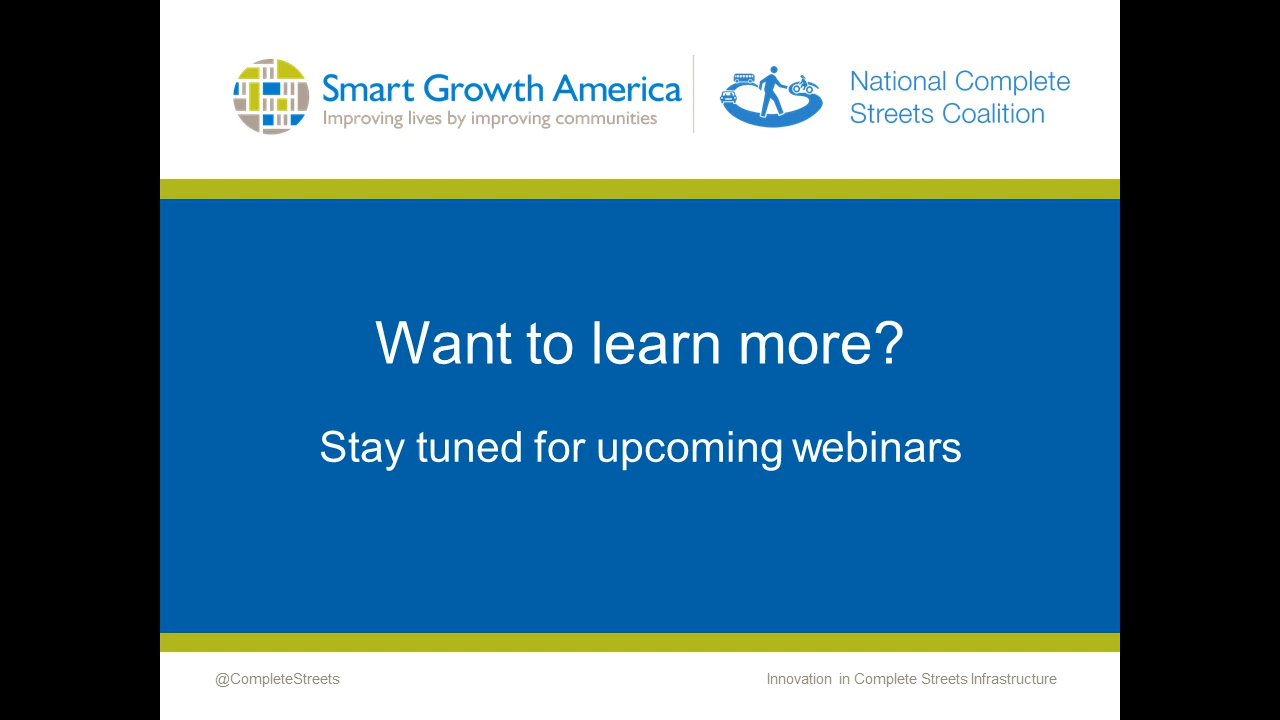 Smart Growth America
Improving lives by improving communities
National Complete
Streets Coalition
Want to learn more?
Stay tuned for upcoming webinars
@CompleteStreets
Innovation in Complete Streets Infrastructure